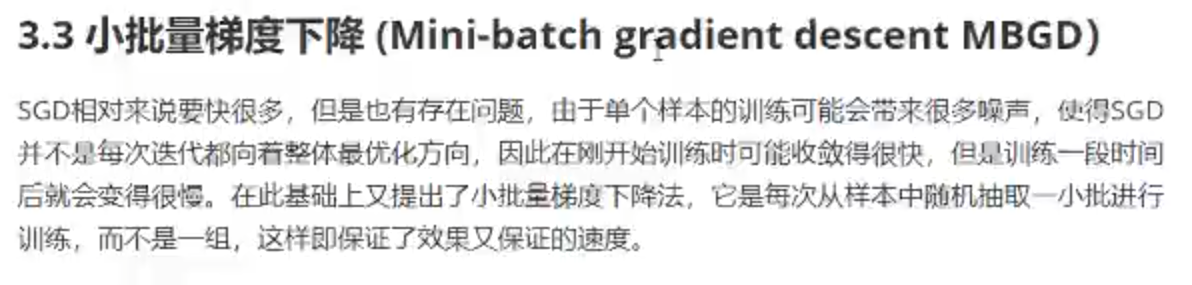 3.3 小批量梯度下降 (Mini-batch gradient descent MBGD)
SGD相对来说要快很多，但是也有存在问题，由于单个样本的训练可能会带来很多噪声，使得SGD
并不是每次迭代都向着整体最优化方向，因此在刚开始训练时可能收敛得很快，但是训练一段时间
后就会变得很慢。在此基础上又提出了小批量梯度下降法，它是每次从样本中随机抽取一小批进行
训练，而不是一组，这样即保证了效果又保证的速度。